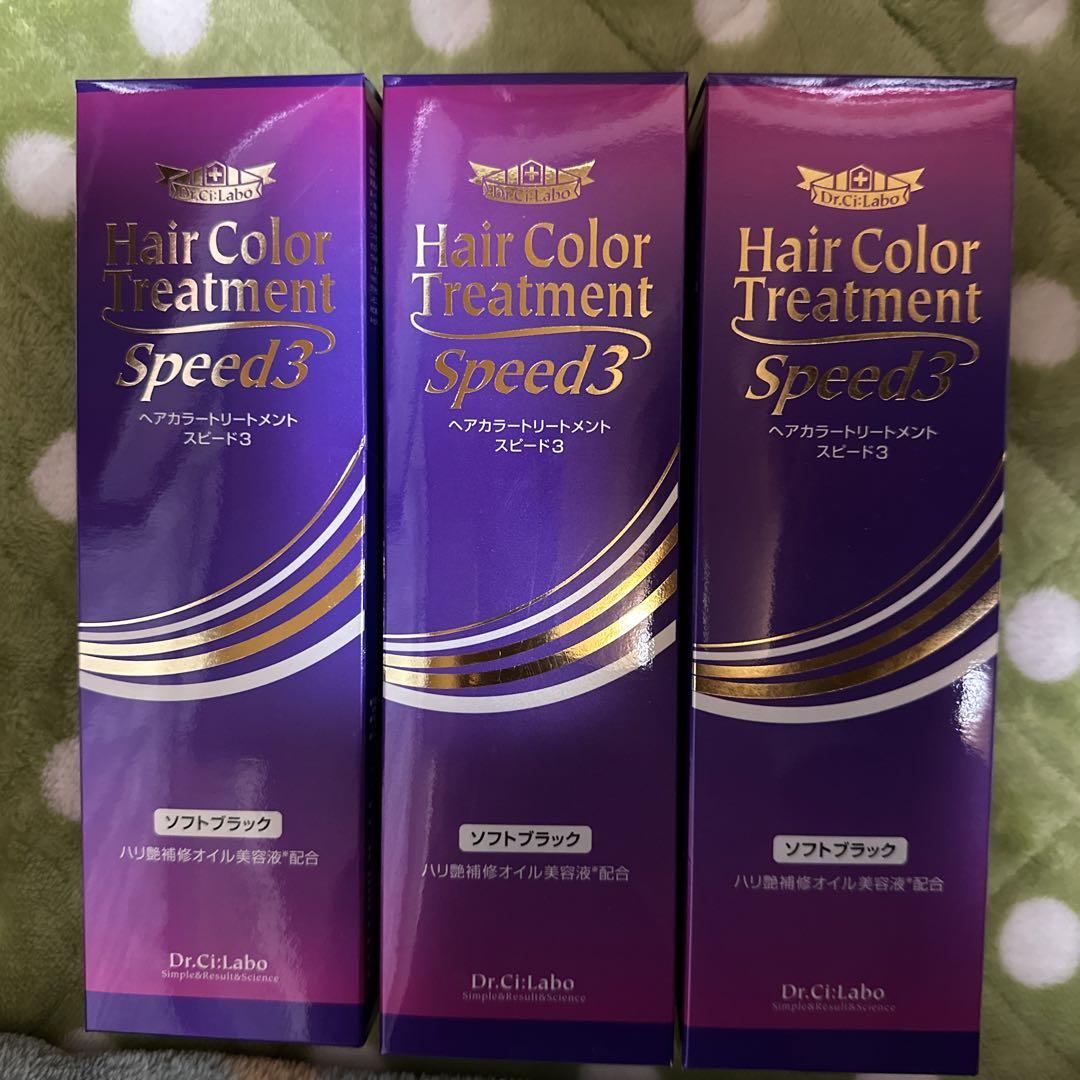 Dr.Ci:Labo
Hair Color
Treatment
Speed3
ヘアカラートリートメント
スピード3
ソフトブラック
ハリ艶補修オイル美容液*配合
Dr.Ci:Labo
Simple&Result&Science
Dr.Ci:Labo
Hair Color
Treatment
Speed3
ヘアカラートリートメント
スピード3
ソフトブラック
ハリ艶補修オイル美容液*配合
Dr.Ci:Labo
Simple&Result&Science
Dr.Ci:Labo
Hair Color
Treatment
Speed3
ヘアカラートリートメント
スピード3
ソフトブラック
ハリ艶補修オイル美容液*配合
Dr.Ci:Labo
Simple&Result&Science